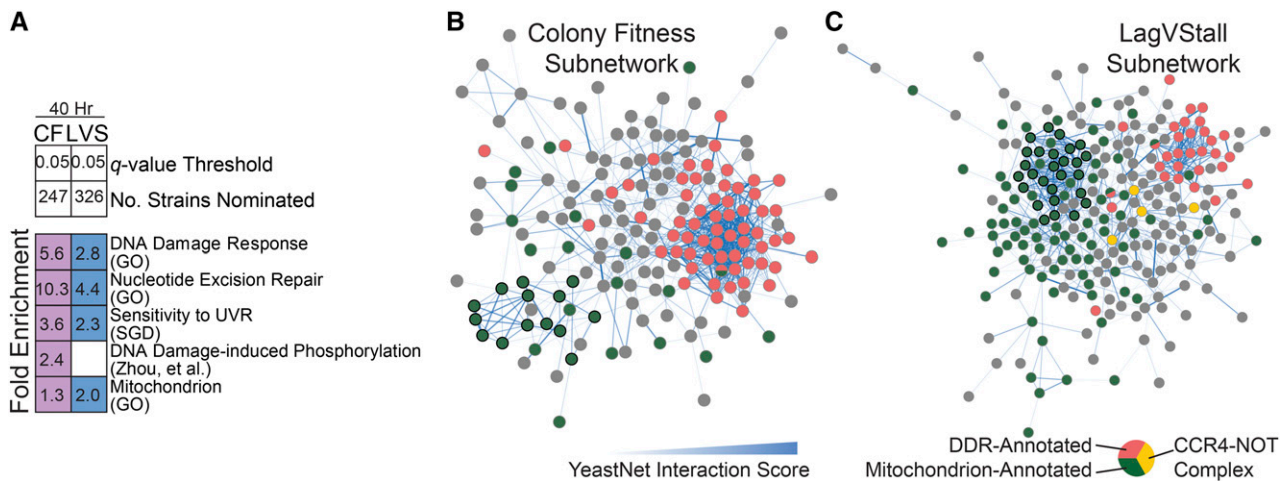 A
40 Hr
CF LVS
0.05 0.05 q-value Threshold
247 326 No. Strains Nominated
Fold Enrichment
5.6 2.8 DNA Damage Response
(GO)
10.3 4.4 Nucleotide Excision Repair
(GO)
3.6 2.3 Sensitivity to UVR
(SGD)
2.4 DNA Damage-induced Phosphorylation
(Zhou, et al.)
1.3 2.0 Mitochondrion
(GO)
B
Colony Fitness
Subnetwork
YeastNet Interaction Score
C
LagVStall
Subnetwork
DDR-Annotated
Mitochondrion-Annotated
CCR4-NOT
Complex